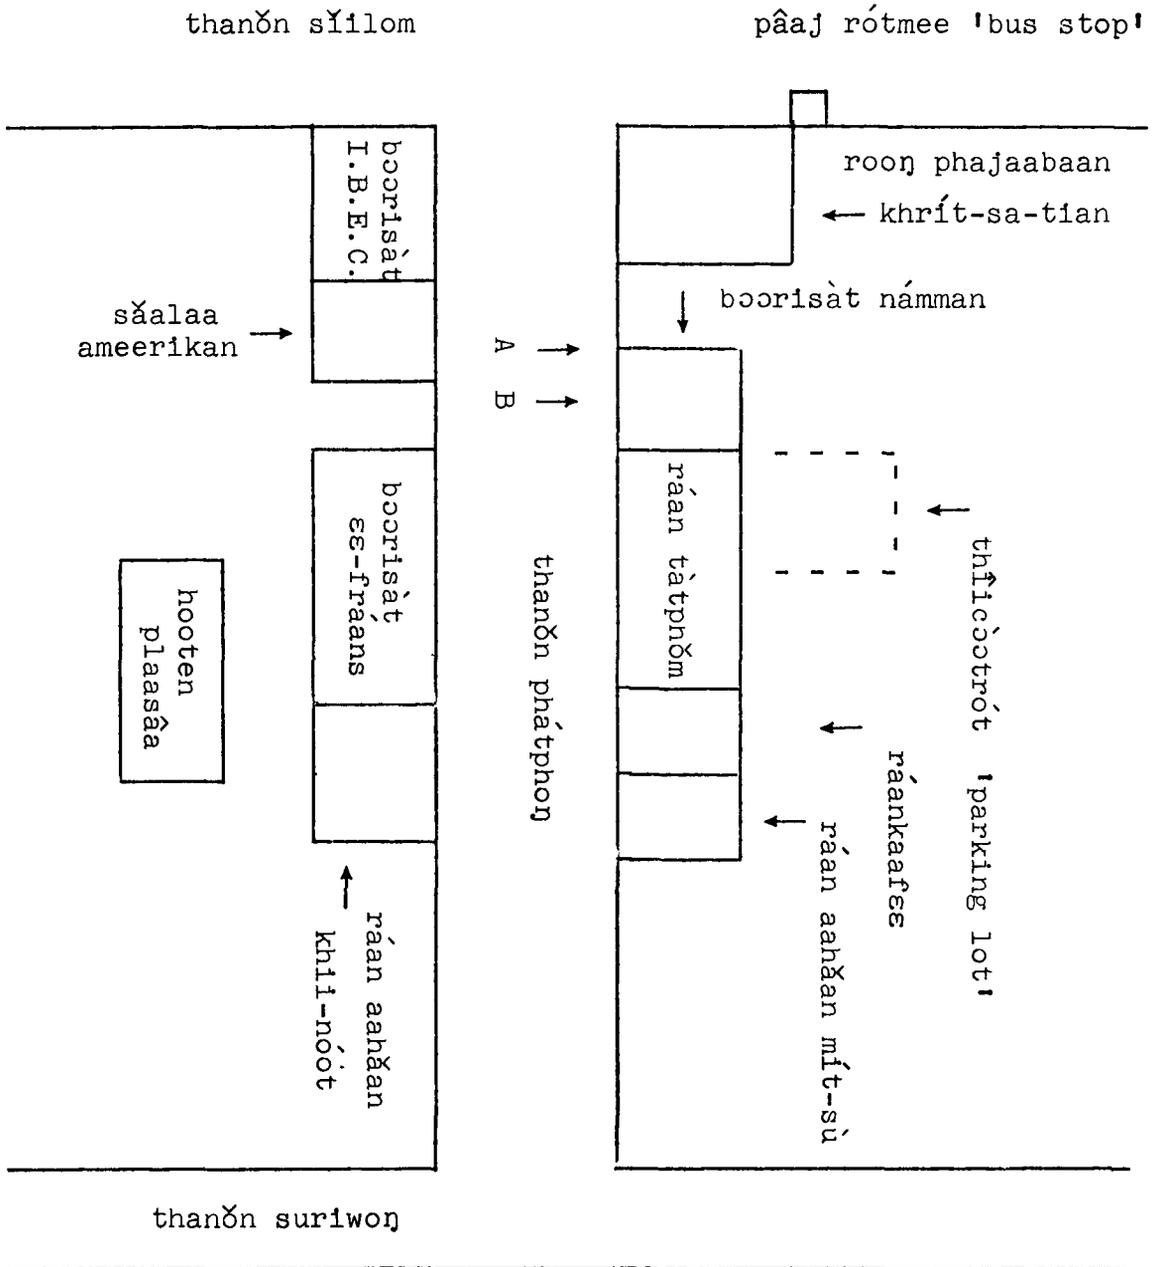 thanǒn sǐilom
pâaj rótmee 'bus stop'
bɔɔrisàt
I.B.E.C.
rooŋ phajaabaan
khrít-sa-tian
bɔɔrisàt námman
sǎalaa
ameerikan
A
B
ráan tàtphǒm
bɔɔrisàt
ɛɛ-fráans
hooten
plaasâa
thanǒn phátphoŋ
thîicɔ̀ɔtrót 'parking lot'
ráankaafɛɛ
ráan aahǎan mít-sù
ráan aahǎan
khii-nóòt
thanǒn suriwoŋ